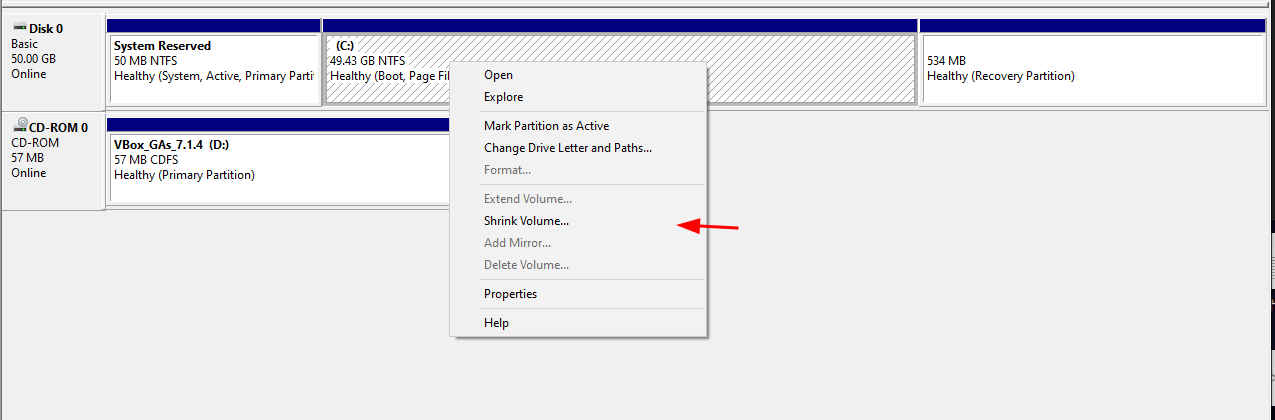 Disk 0
Basic
50.00 GB
Online
System Reserved
50 MB NTFS
Healthy (System, Active, Primary Parti
(C:)
49.43 GB NTFS
Healthy (Boot, Page Fil
534 MB
Healthy (Recovery Partition)
CD-ROM 0
CD-ROM
57 MB
Online
VBox_GAs_7.1.4 (D:)
57 MB CDFS
Healthy (Primary Partition)
Open
Explore
Mark Partition as Active
Change Drive Letter and Paths...
Format...
Extend Volume...
Shrink Volume...
Add Mirror...
Delete Volume...
Properties
Help